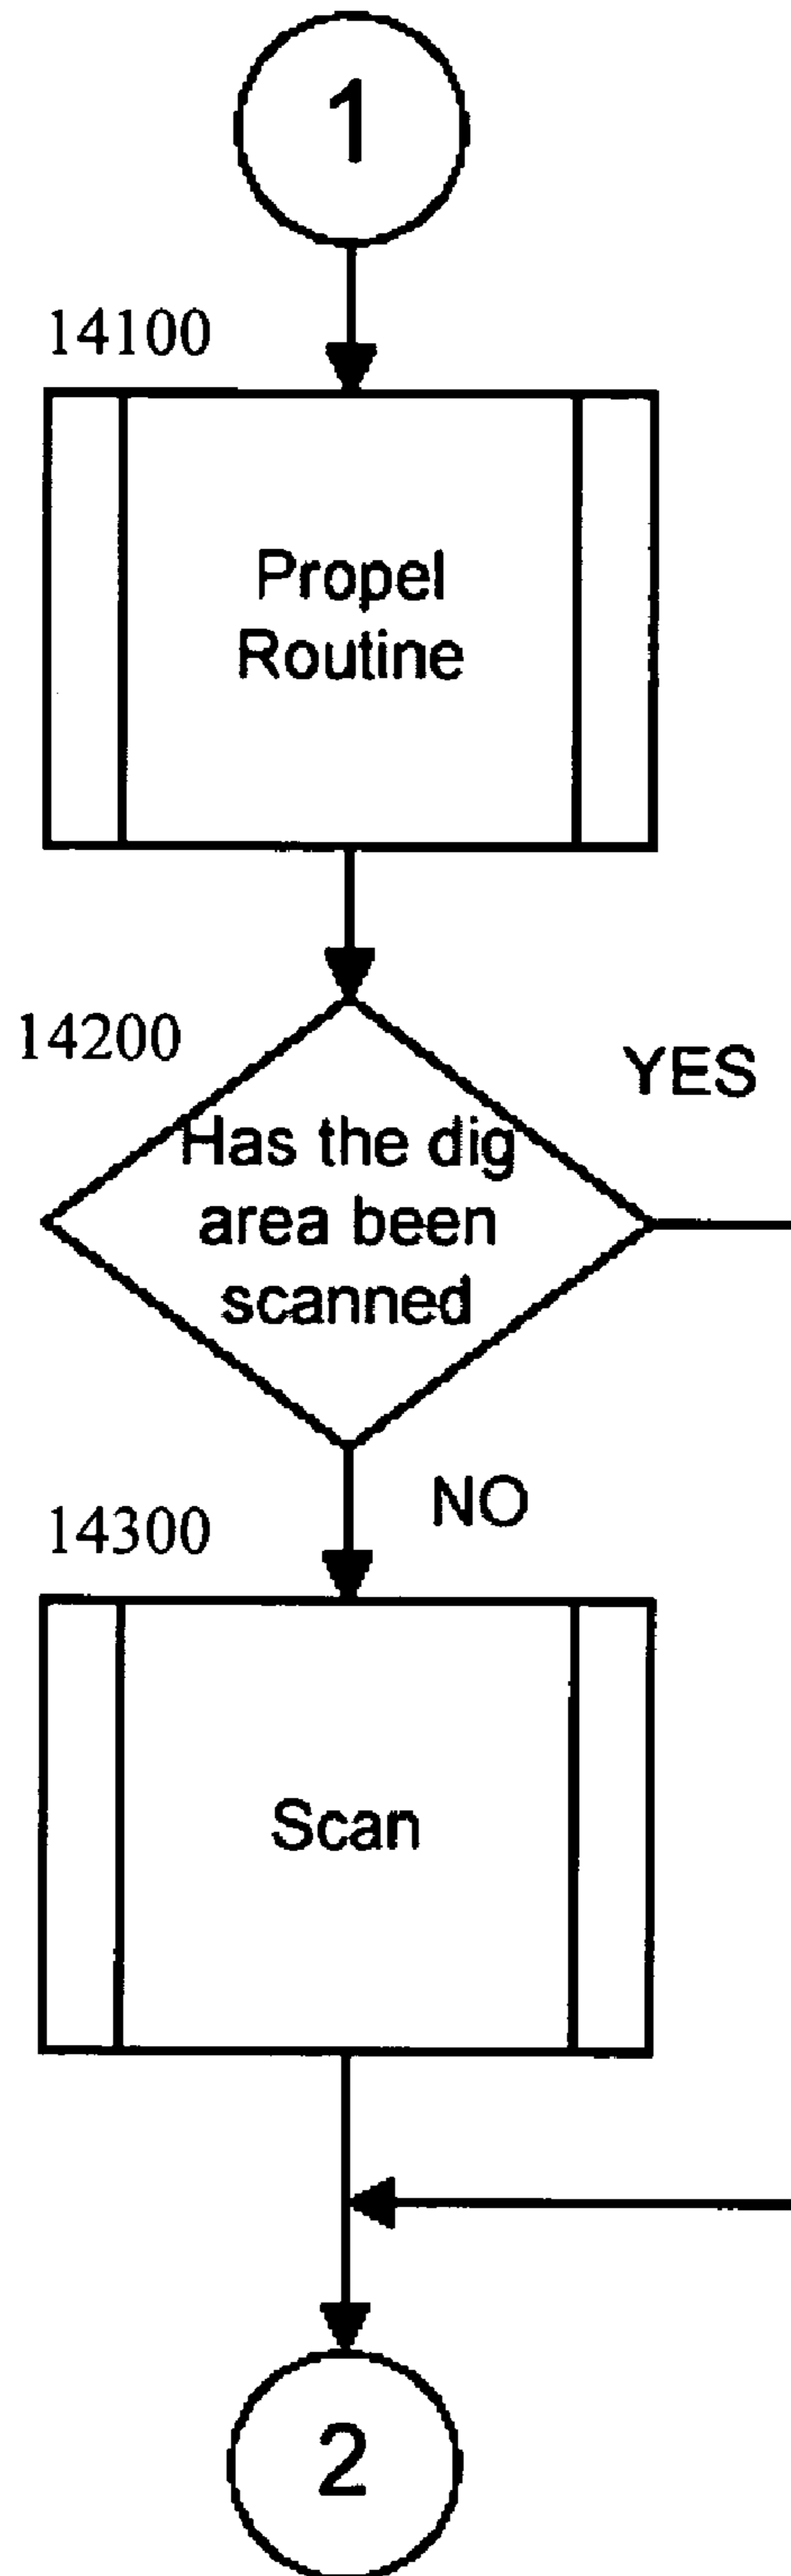 1
14100
Propel
Routine
14200
YES
Has the dig
area been
scanned
NO
14300
Scan
2